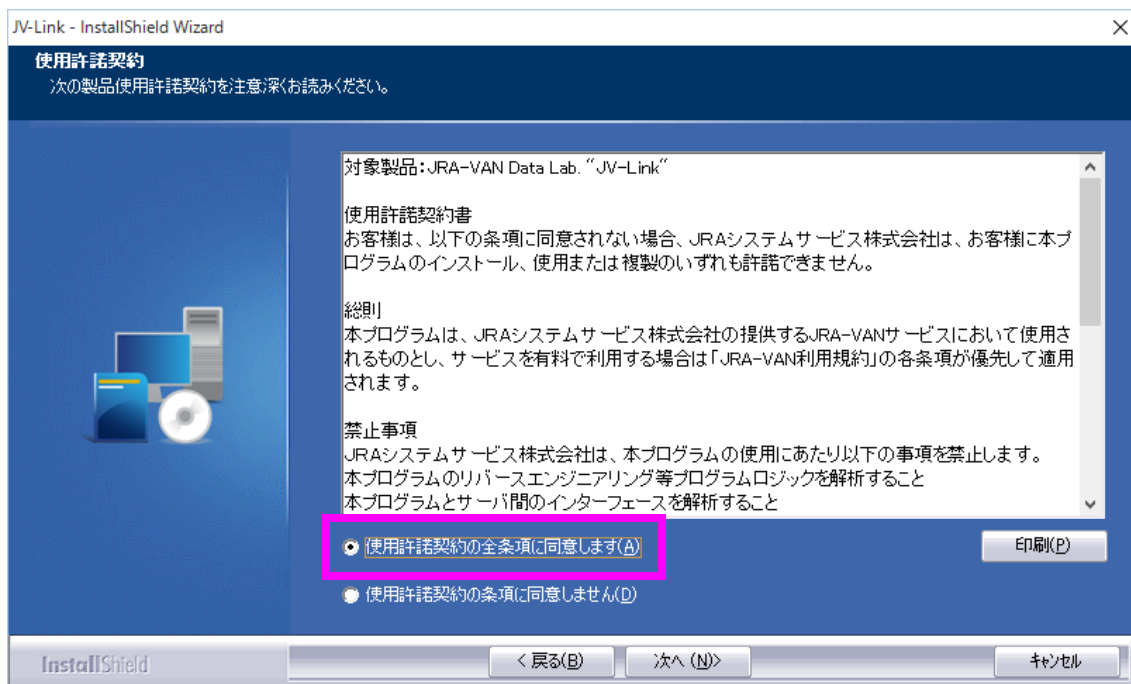 JV-Link - InstallShield Wizard
使用許諾契約
次の製品使用許諾契約を注意深くお読みください。
対象製品：JRA-VAN Data Lab. “JV-Link”
使用許諾契約書
お客様は、以下の条項に同意されない場合、JRAシステムサービス株式会社は、お客様に本プ
ログラムのインストール、使用または複製のいずれも許諾できません。
総則
本プログラムは、JRAシステムサービス株式会社の提供するJRA-VANサービスにおいて使用さ
れるものとし、サービスを有料で利用する場合は「JRA-VAN利用規約」の各条項が優先して適用
されます。
禁止事項
JRAシステムサービス株式会社は、本プログラムの使用にあたり以下の事項を禁止します。
本プログラムのリバースエンジニアリング等プログラムロジックを解析すること
本プログラムとサーバ間のインターフェースを解析すること
使用許諾契約の全条項に同意します(A)
印刷(P)
使用許諾契約の条項に同意しません(D)
InstallShield
< 戻る(B)
次へ (N)>
キャンセル